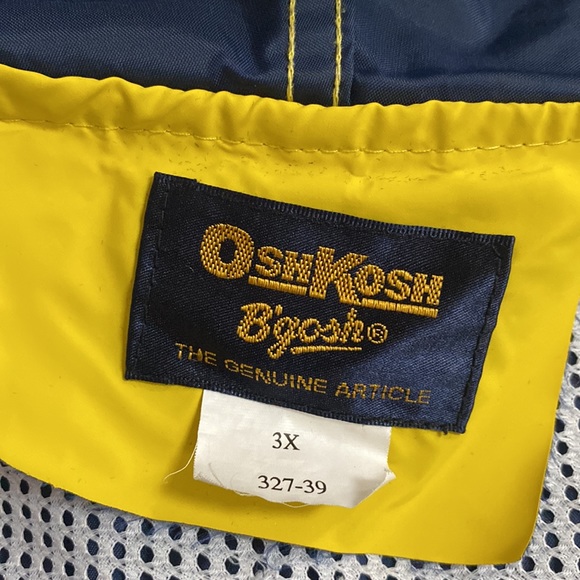 OshKosh
B'gosh®
THE GENUINE ARTICLE
3X
327-39